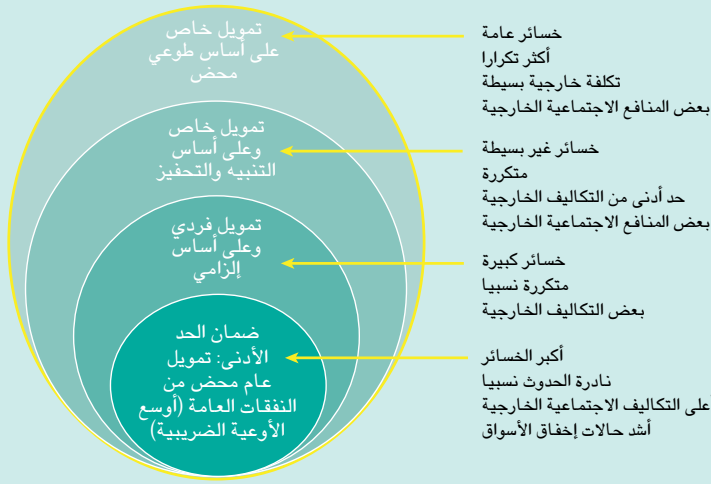 تمويل خاص
على أساس طوعي
محض
خسائر عامة
أكثر تكرارا
تكلفة خارجية بسيطة
بعض المنافع الاجتماعية الخارجية
تمويل خاص
وعلى أساس
التنبيه والتحفيز
خسائر غير بسيطة
متكررة
حد أدنى من التكاليف الخارجية
بعض المنافع الاجتماعية الخارجية
تمويل فردي
وعلى أساس
إلزامي
خسائر كبيرة
متكررة نسبيا
بعض التكاليف الخارجية
ضمان الحد
الأدنى: تمويل
عام محض من
النفقات العامة (أوسع
الأوعية الضريبية)
أكبر الخسائر
نادرة الحدوث نسبيا
على التكاليف الاجتماعية الخارجية
أشد حالات إخفاق الأسواق